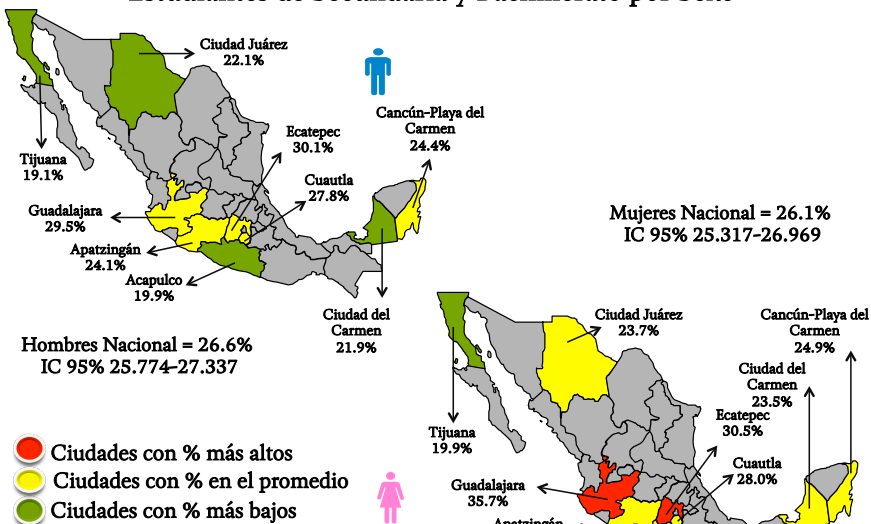 Ciudad Juárez
22.1%
Cancún-Playa del
Carmen
24.4%
Ecatepec
30.1%
Tijuana
19.1%
Cuautla
27.8%
Guadalajara
29.5%
Apatzingán
24.1%
Acapulco
19.9%
Ciudad del
Carmen
21.9%
Mujeres Nacional = 26.1%
IC 95% 25.317-26.969
Hombres Nacional = 26.6%
IC 95% 25.774-27.337
Ciudad Juárez
23.7%
Cancún-Playa del
Carmen
24.9%
Ciudad del
Carmen
23.5%
Ecatepec
30.5%
Tijuana
19.9%
Cuautla
28.0%
Guadalajara
35.7%
Ciudades con % más altos
Ciudades con % en el promedio
Ciudades con % más bajos